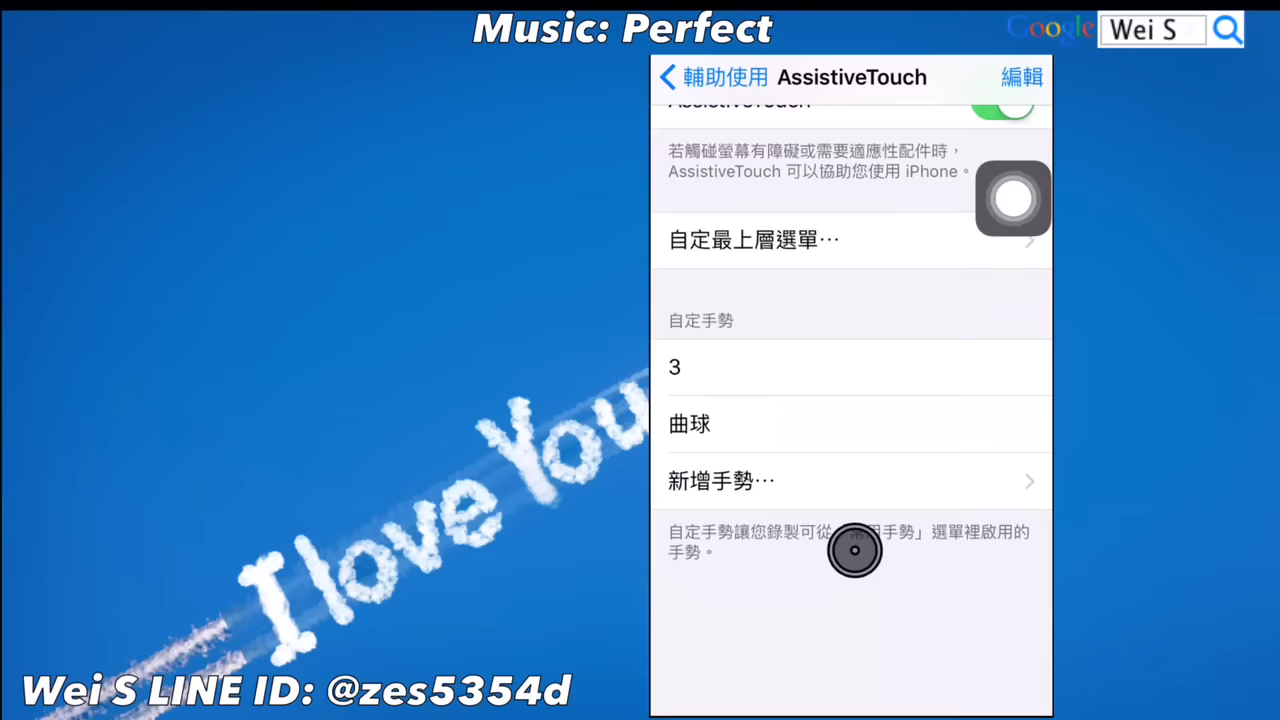 Music: Perfect
Google
Wei S
輔助使用 AssistiveTouch 編輯
AssistiveTouch
若觸碰螢幕有障礙或需要適應性配件時，
AssistiveTouch 可以協助您使用 iPhone。
自定最上層選單⋯
自定手勢
3
曲球
新增手勢⋯
自定手勢讓您錄製可從 手勢」選單裡啟用的
手勢。
I love You
Wei S LINE ID: @zes5354d